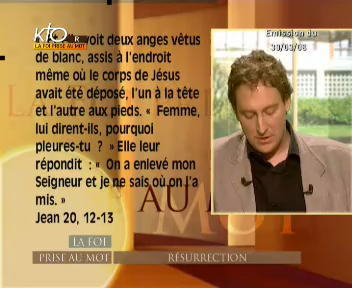 KTO
LA FOI PRISE AU MOT
voit deux anges vêtus
de blanc, assis à l'endroit
même où le corps de Jésus
avait été déposé, l'un à la tête
et l'autre aux pieds. « Femme,
lui dirent-ils, pourquoi
pleures-tu ? » Elle leur
répondit : « On a enlevé mon
Seigneur et je ne sais où on l'a
mis. »
Jean 20, 12-13
Emission du
30/03/08
AU
MOT
LA FOI
PRISE AU MOT
RÉSURRECTION